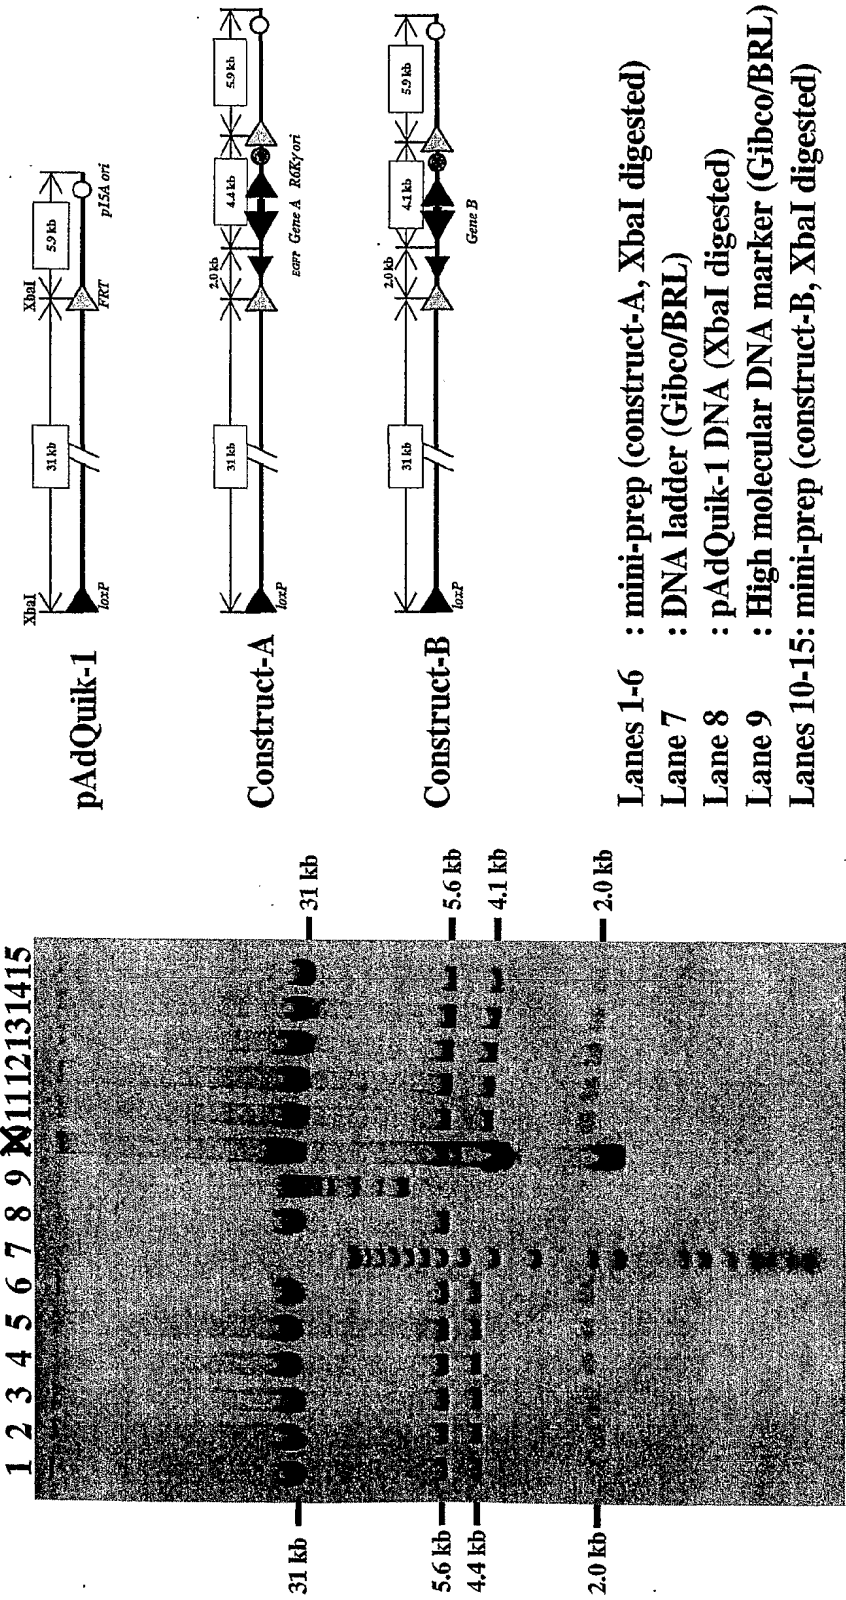 1 2 3 4 5 6 7 8 9 10 11 12 13 14 15
31 kb
5.6 kb
4.4 kb
2.0 kb
31 kb
5.6 kb
4.1 kb
2.0 kb
pAdQuik-1
XbaI
XbaI
31 kb
5.9 kb
loxP
FRT
p15A ori
Construct-A
31 kb
2.0 kb
4.4 kb
5.9 kb
loxP
EGFP Gene A R6Kγ ori
Construct-B
31 kb
2.0 kb
4.1 kb
5.9 kb
loxP
Gene B
Lanes 1-6 : mini-prep (construct-A, XbaI digested)
Lane 7 : DNA ladder (Gibco/BRL)
Lane 8 : pAdQuik-1 DNA (XbaI digested)
Lane 9 : High molecular DNA marker (Gibco/BRL)
Lanes 10-15: mini-prep (construct-B, XbaI digested)